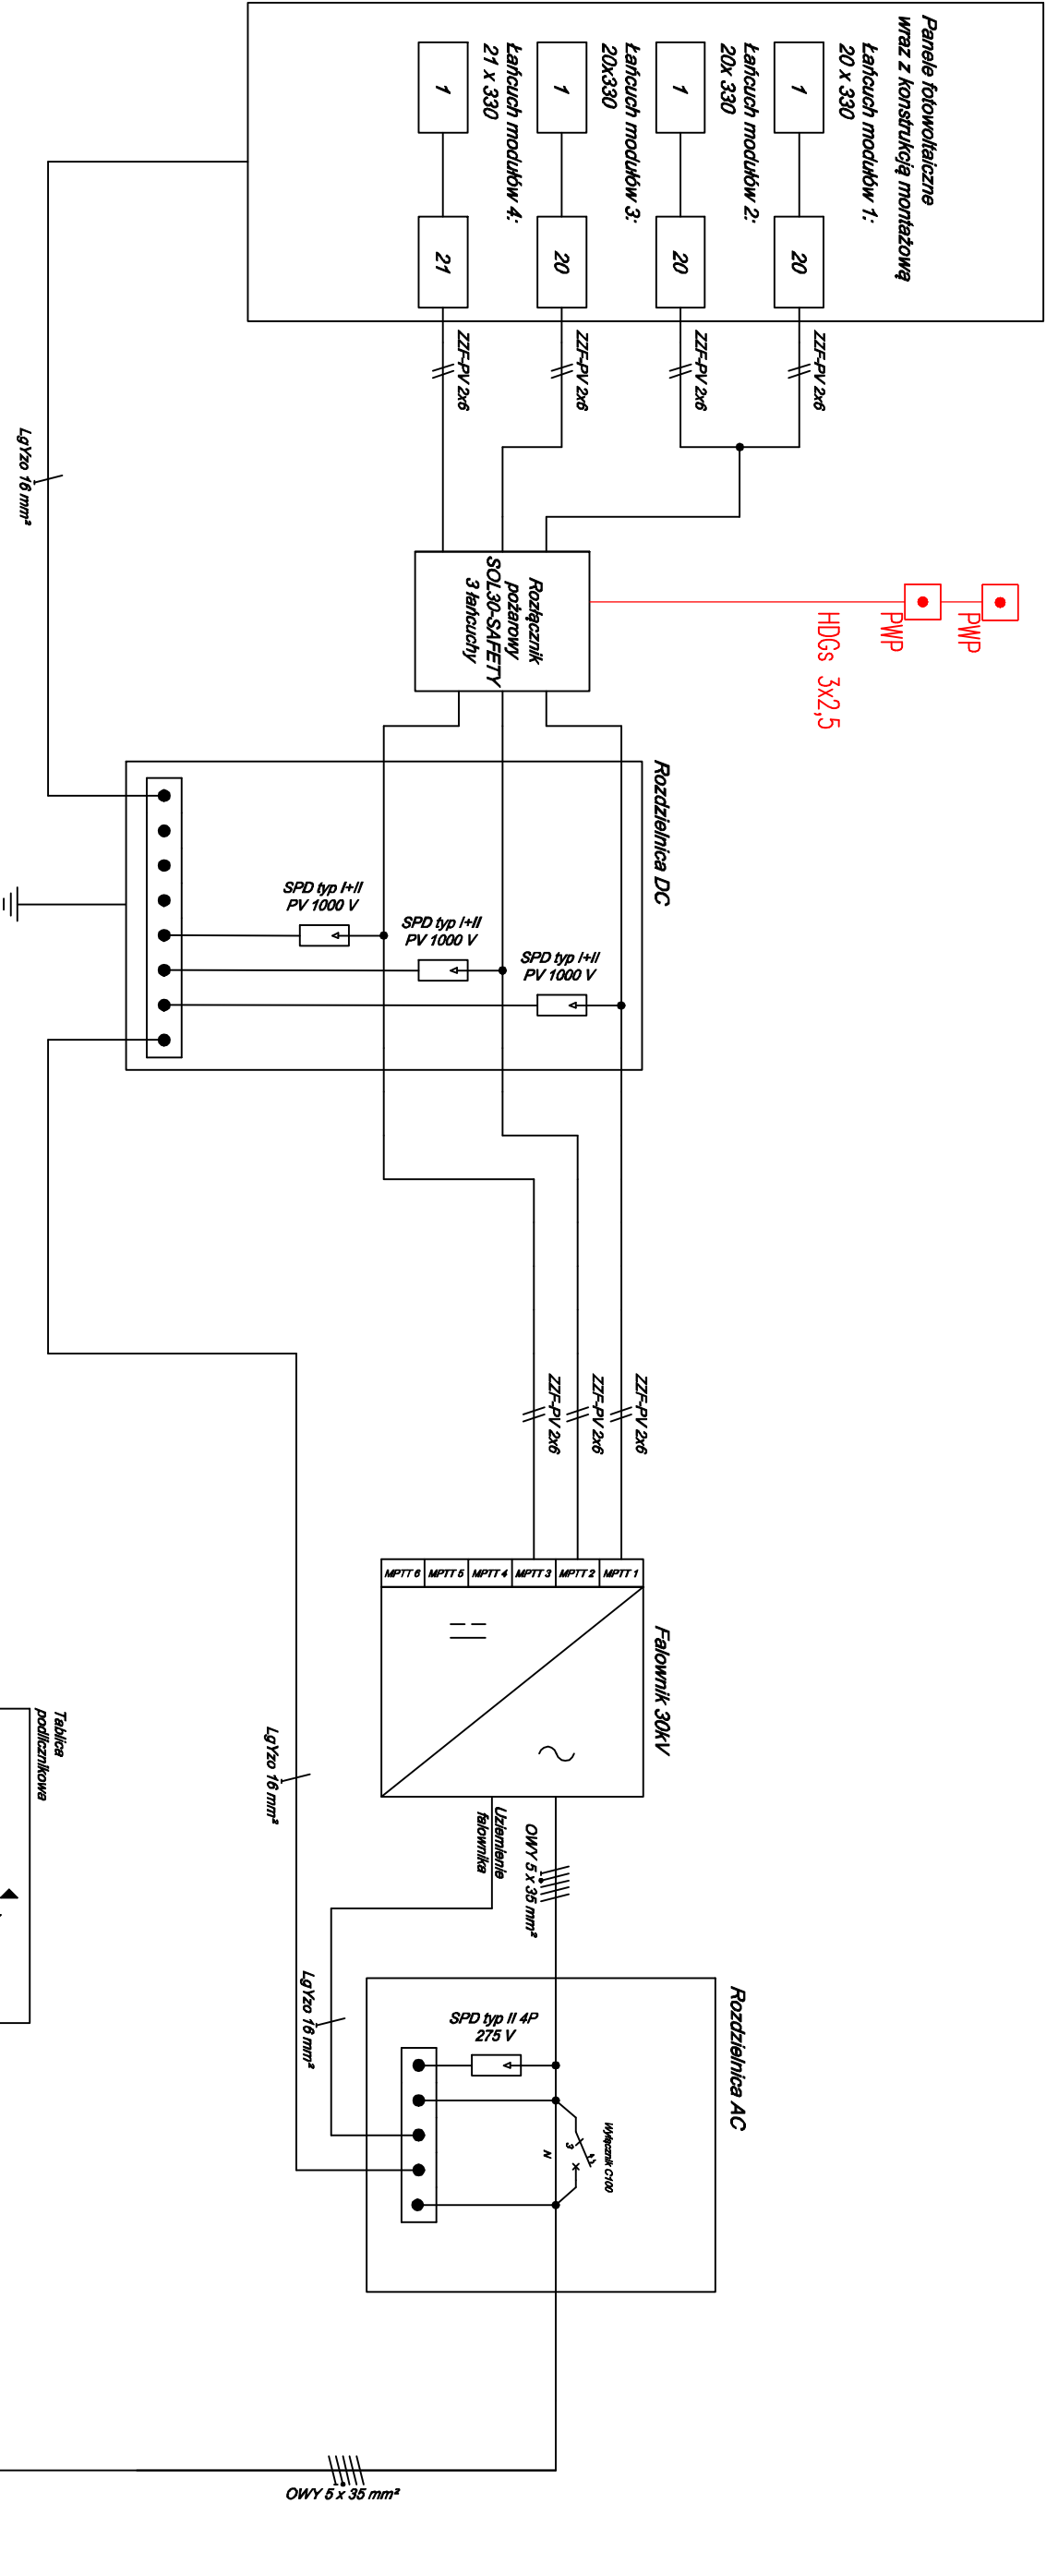 Panele fotowoltaiczne
wraz z konstrukcją montażową
Łańcuch modułów 1:
20 x 330
1
20
ZZF-PV 2x6
Łańcuch modułów 2:
20x 330
1
20
ZZF-PV 2x6
Łańcuch modułów 3:
20x330
1
20
ZZF-PV 2x6
Łańcuch modułów 4:
21 x 330
1
21
ZZF-PV 2x6
LgYżo 16 mm²
PWP
PWP
HDGs 3x2,5
Rozłącznik
pożarowy
SOL30-SAFETY
3 łańcuchy
Rozdzielnica DC
SPD typ I+II
PV 1000 V
SPD typ I+II
PV 1000 V
SPD typ I+II
PV 1000 V
ZZF-PV 2x6
ZZF-PV 2x6
ZZF-PV 2x6
Falownik 30kV
MPTT 6
MPTT 5
MPTT 4
MPTT 3
MPTT 2
MPTT 1
LgYżo 16 mm²
Tablica
podlicznikowa
Uziemienie
falownika
OWY 5 x 35 mm²
LgYżo 16 mm²
Rozdzielnica AC
SPD typ II 4P
275 V
Wyłącznik C100
3
N
OWY 5 x 35 mm²